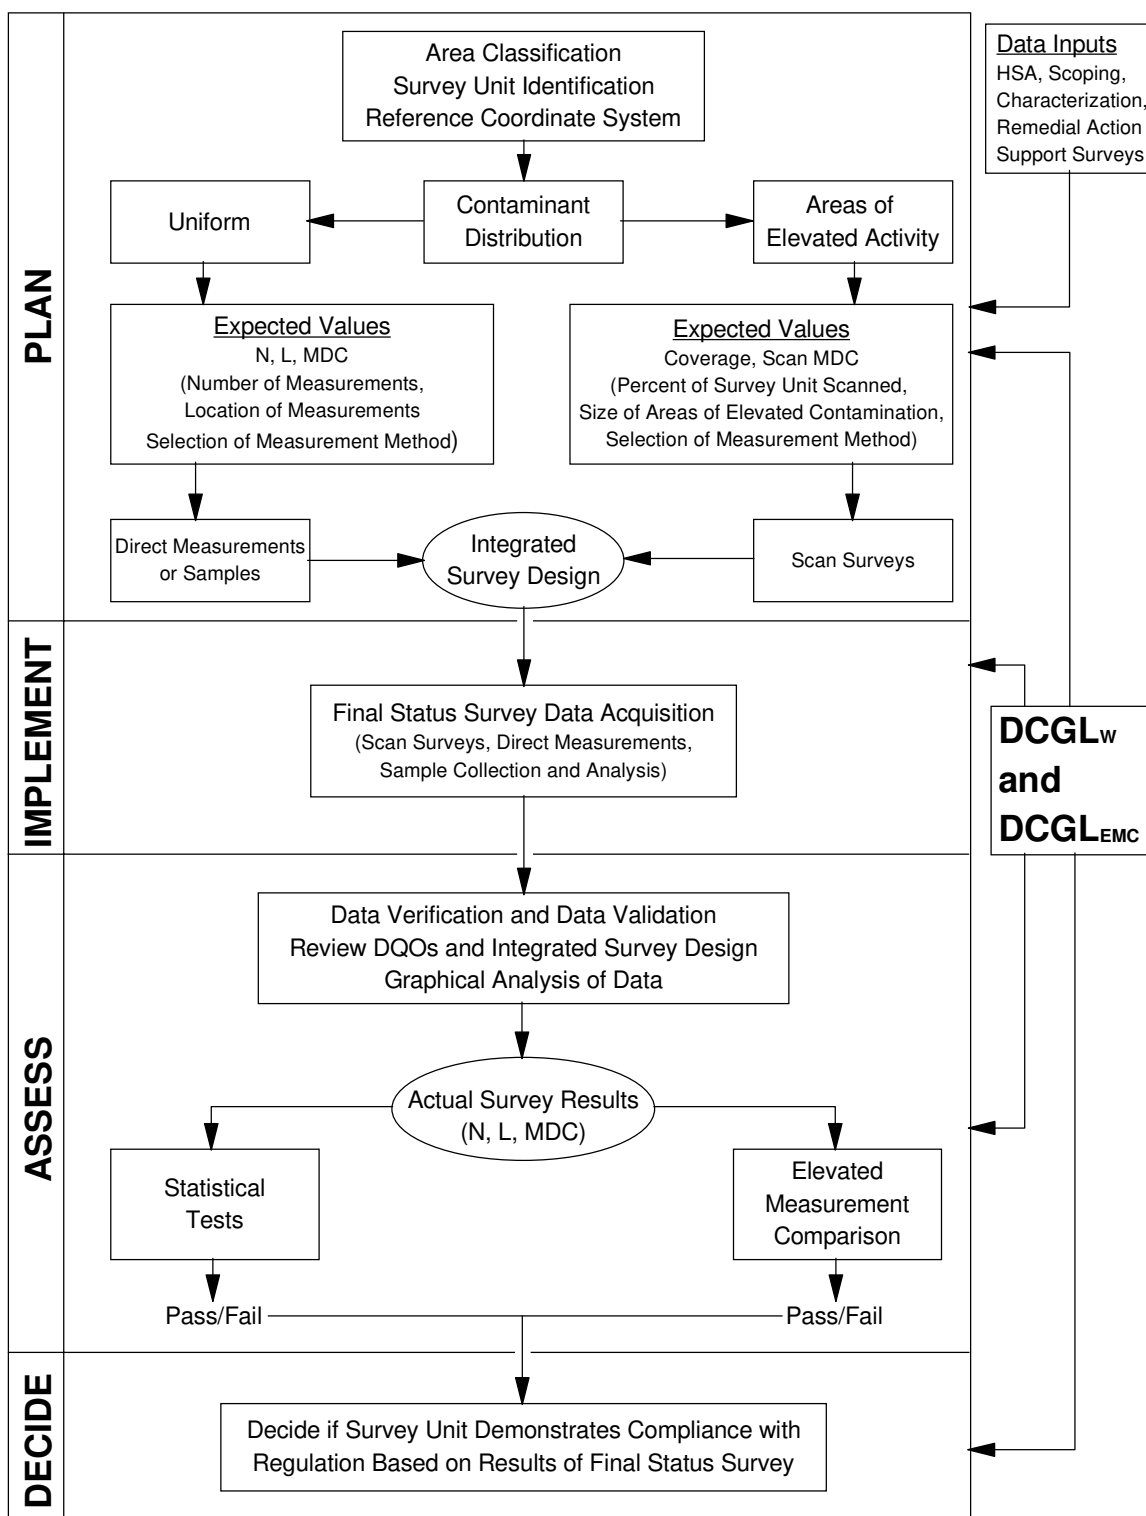 PLAN
Area Classification
Survey Unit Identification
Reference Coordinate System
Data Inputs
HSA, Scoping,
Characterization,
Remedial Action
Support Surveys
Uniform
Contaminant
Distribution
Areas of
Elevated Activity
Expected Values
N, L, MDC
(Number of Measurements,
Location of Measurements
Selection of Measurement Method)
Expected Values
Coverage, Scan MDC
(Percent of Survey Unit Scanned,
Size of Areas of Elevated Contamination,
Selection of Measurement Method)
Direct Measurements
or Samples
Integrated
Survey Design
Scan Surveys
IMPLEMENT
Final Status Survey Data Acquisition
(Scan Surveys, Direct Measurements,
Sample Collection and Analysis)
DCGLW
and
DCGLEMC
ASSESS
Data Verification and Data Validation
Review DQOs and Integrated Survey Design
Graphical Analysis of Data
Actual Survey Results
(N, L, MDC)
Statistical
Tests
Elevated
Measurement
Comparison
Pass/Fail
Pass/Fail
DECIDE
Decide if Survey Unit Demonstrates Compliance with
Regulation Based on Results of Final Status Survey